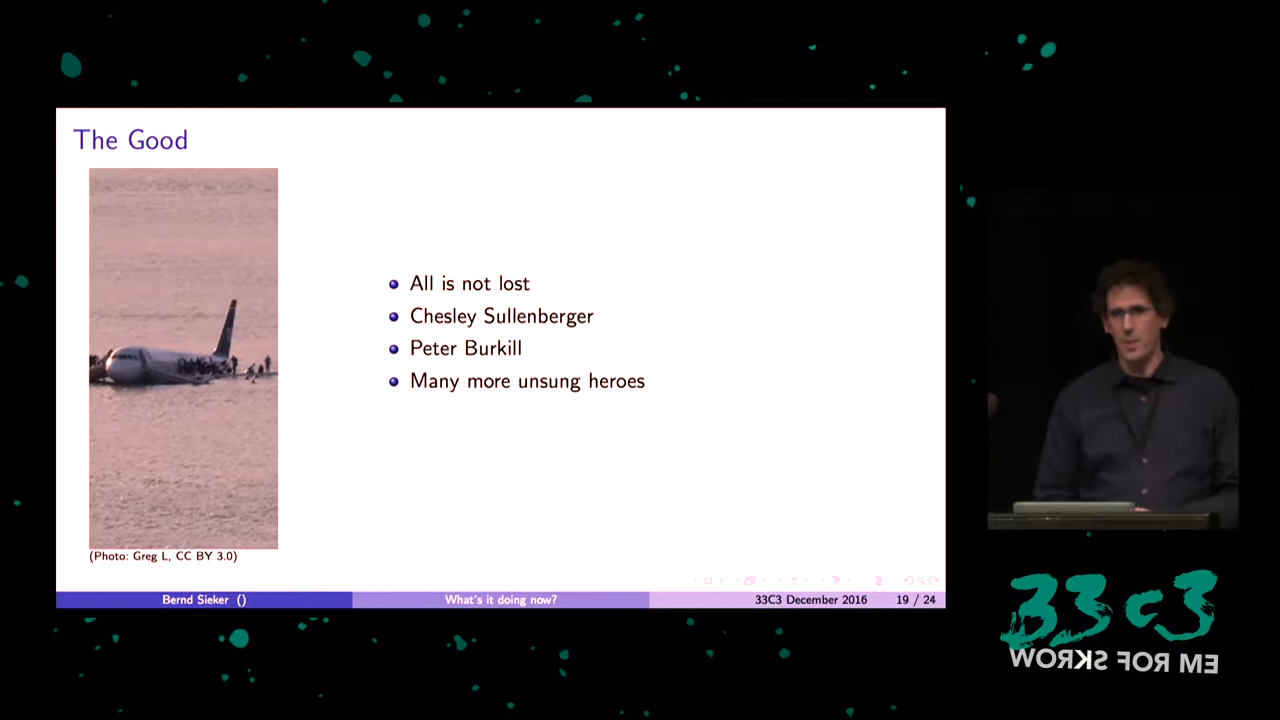 The Good
All is not lost
Chesley Sullenberger
Peter Burkill
Many more unsung heroes
(Photo: Greg L, CC BY 3.0)
Bernd Sieker () What's it doing now? 33C3 December 2016 19 / 24
33C3
WORKS FOR ME